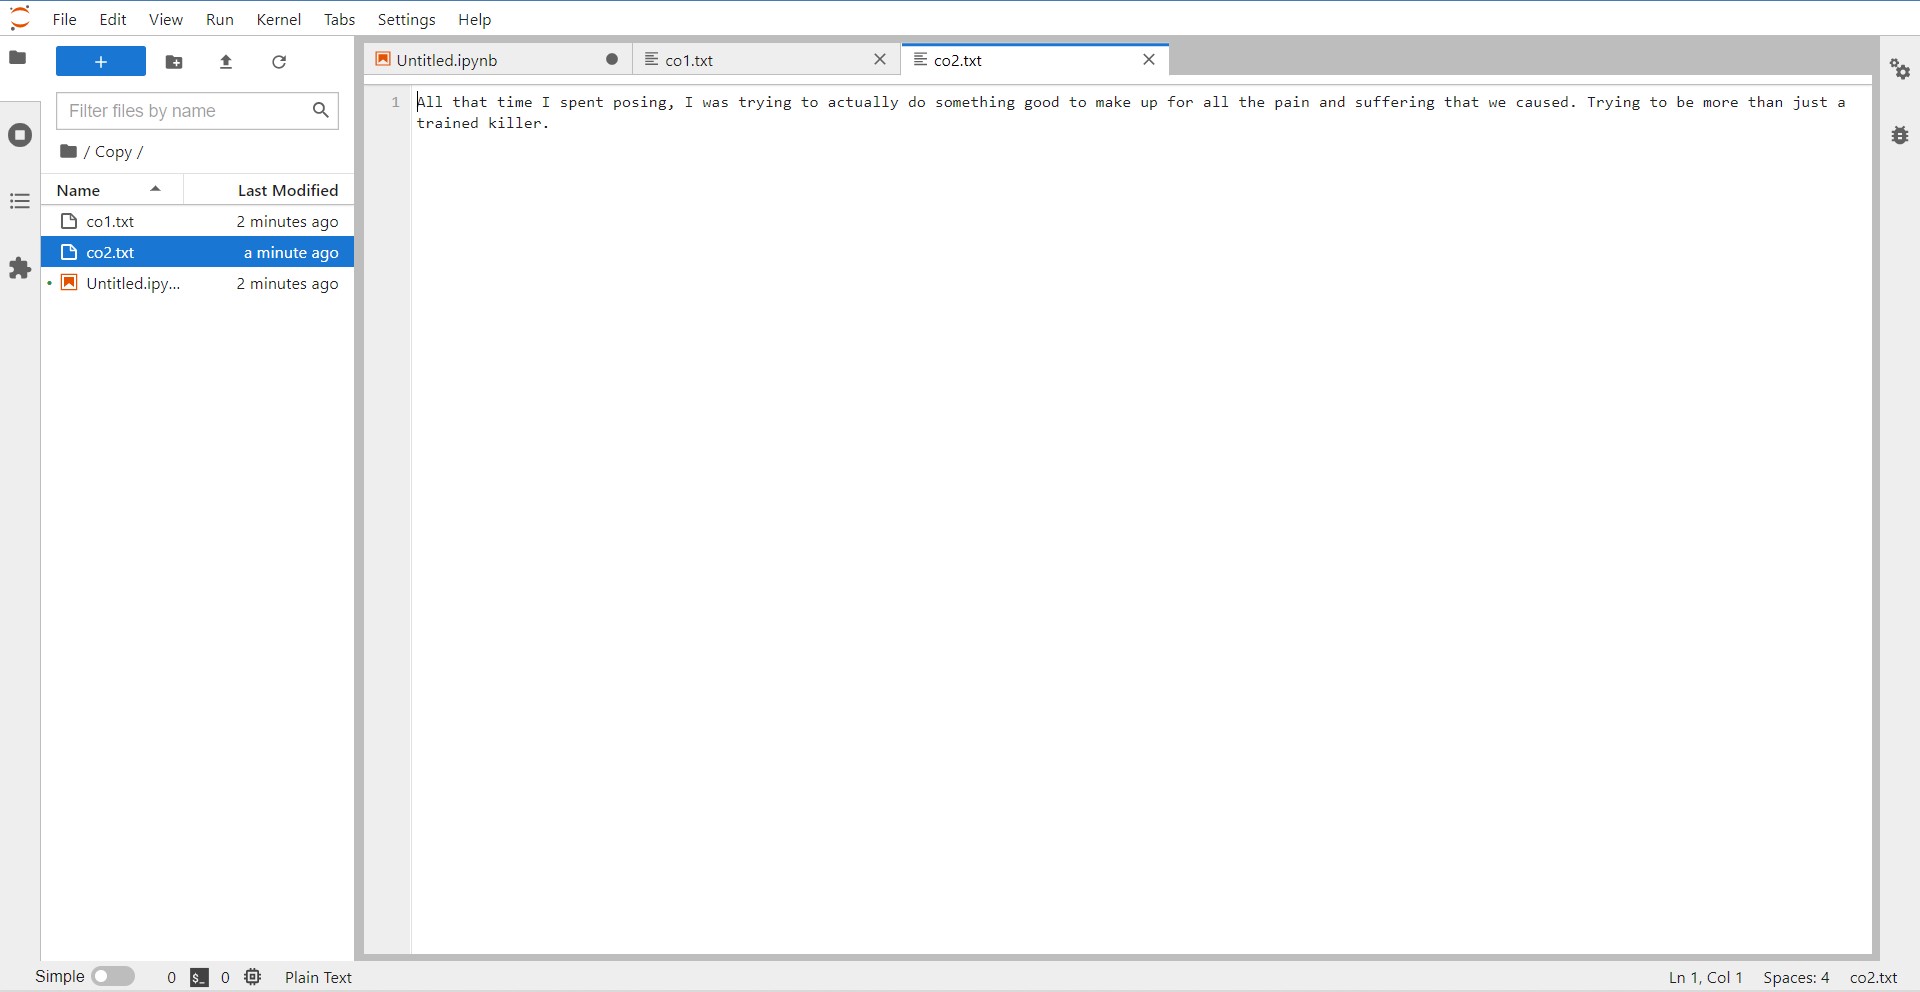 File Edit View Run Kernel Tabs Settings Help
+
Filter files by name
/ Copy /
Name Last Modified
co1.txt 2 minutes ago
co2.txt a minute ago
Untitled.ipy... 2 minutes ago
Untitled.ipynb co1.txt co2.txt
1 All that time I spent posing, I was trying to actually do something good to make up for all the pain and suffering that we caused. Trying to be more than just a
trained killer.
Simple 0 $_ 0 Plain Text Ln 1, Col 1 Spaces: 4 co2.txt